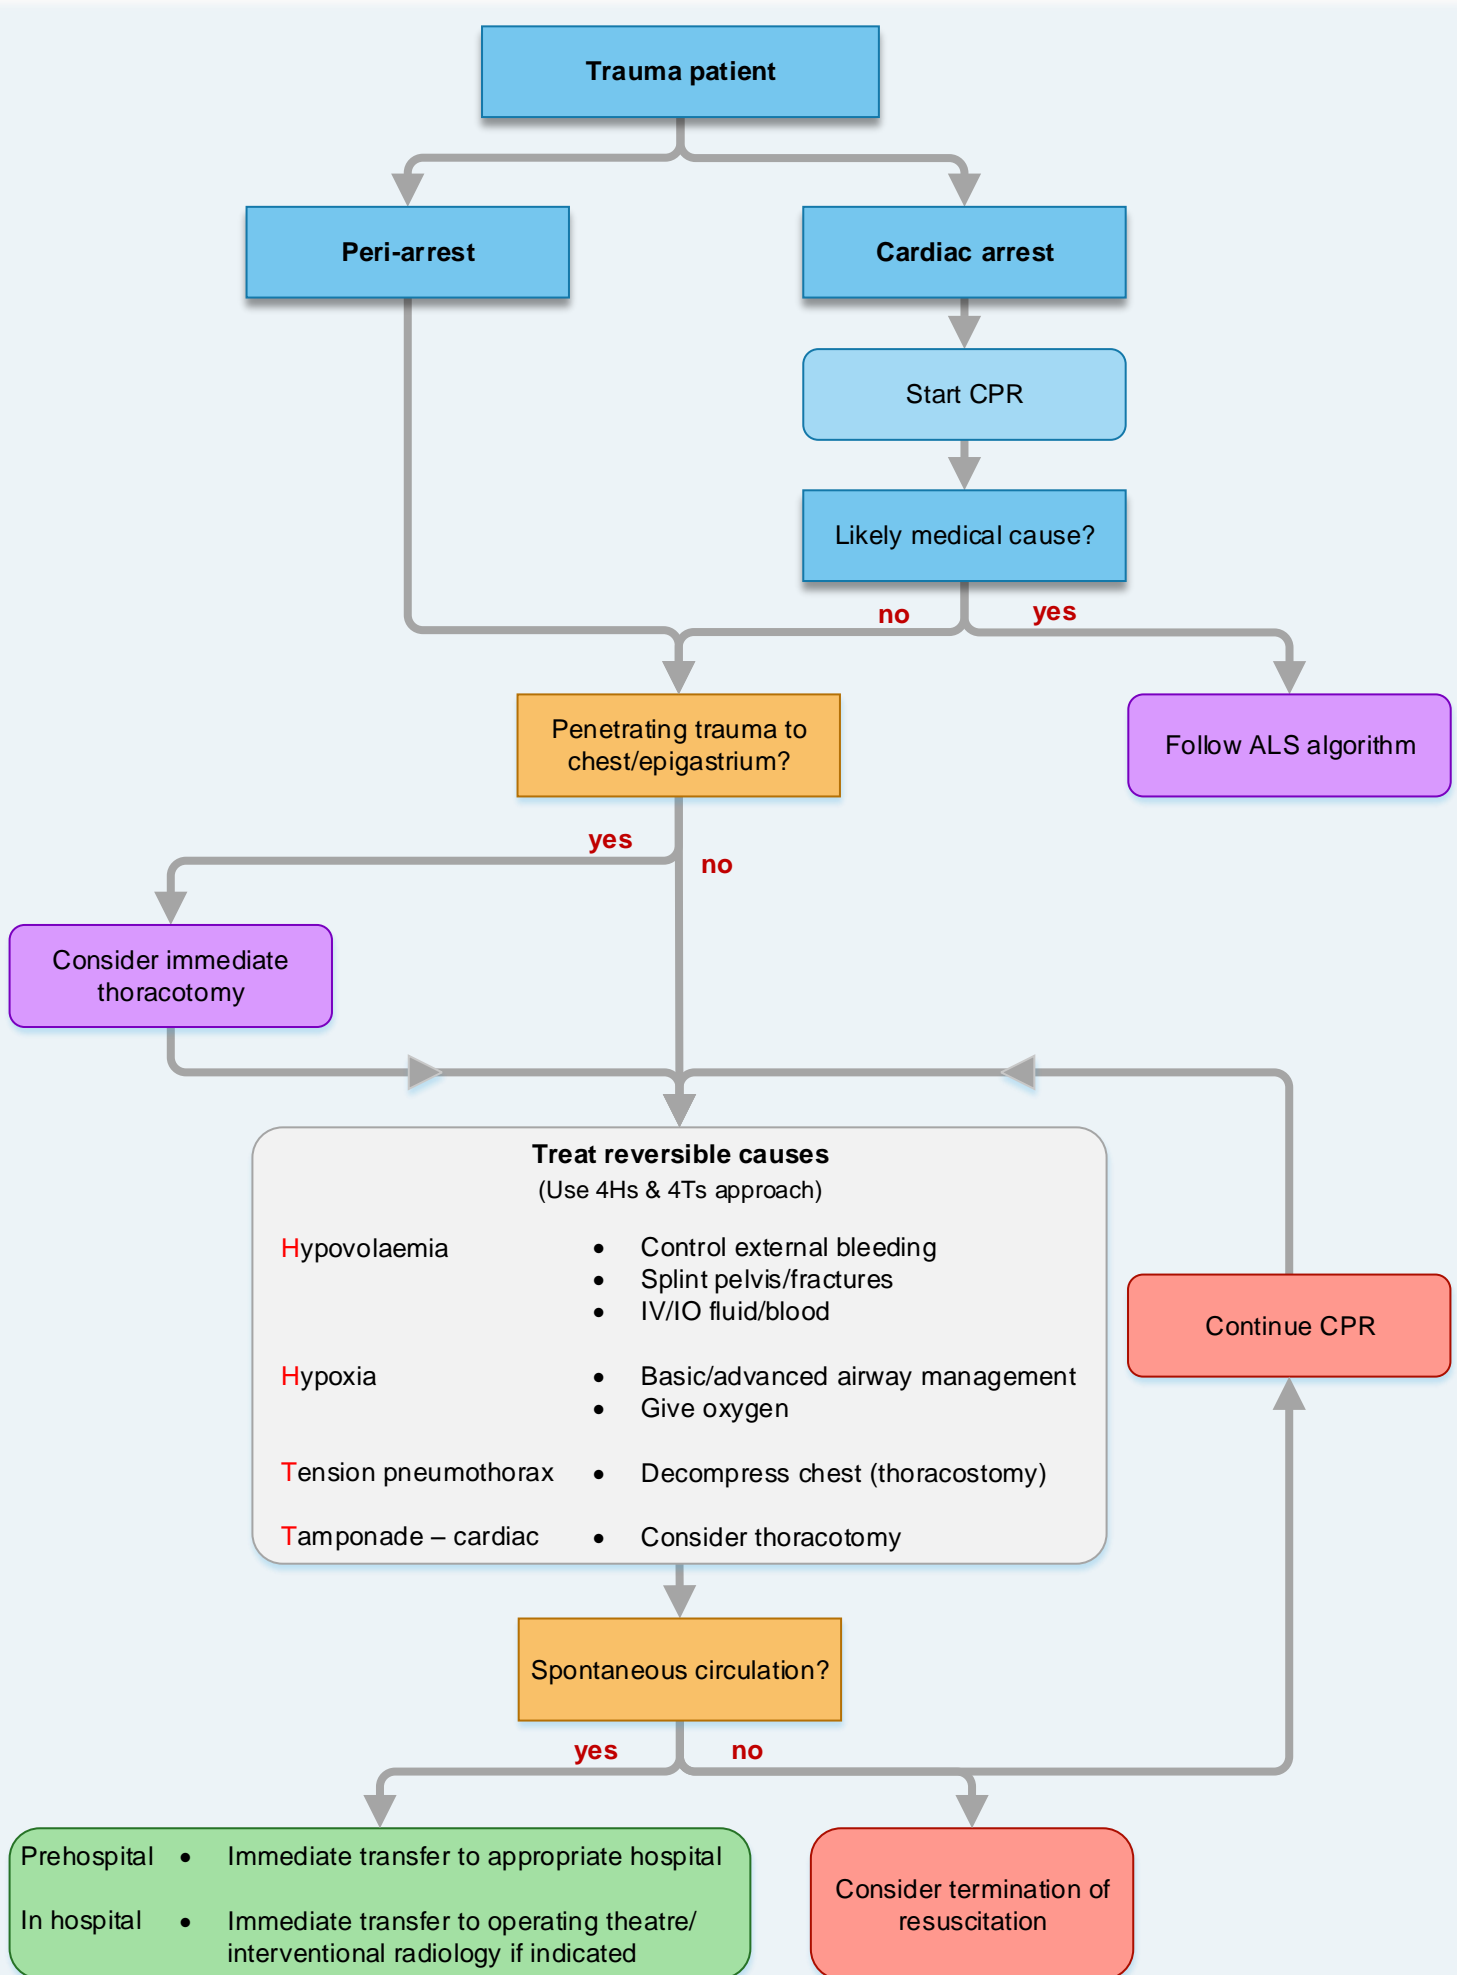 Trauma patient
Peri-arrest
Cardiac arrest
Start CPR
Likely medical cause?
no
yes
Penetrating trauma to
chest/epigastrium?
Follow ALS algorithm
yes
no
Consider immediate
thoracotomy
Treat reversible causes
(Use 4Hs & 4Ts approach)
Hypovolaemia • Control external bleeding
• Splint pelvis/fractures
• IV/IO fluid/blood
Hypoxia • Basic/advanced airway management
• Give oxygen
Tension pneumothorax • Decompress chest (thoracostomy)
Tamponade – cardiac • Consider thoracotomy
Continue CPR
Spontaneous circulation?
yes
no
Prehospital • Immediate transfer to appropriate hospital
In hospital • Immediate transfer to operating theatre/
interventional radiology if indicated
Consider termination of
resuscitation